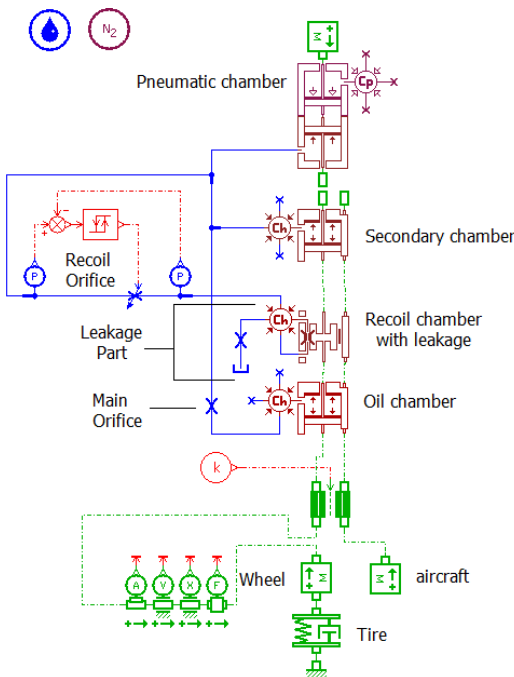 N₂
M
Pneumatic chamber
Cp
Ch
Secondary chamber
P
P
Recoil
Orifice
Leakage
Part
Ch
Recoil chamber
with leakage
Main
Orifice
Ch
Oil chamber
k
A
V
X
F
Wheel
M
M
aircraft
Tire